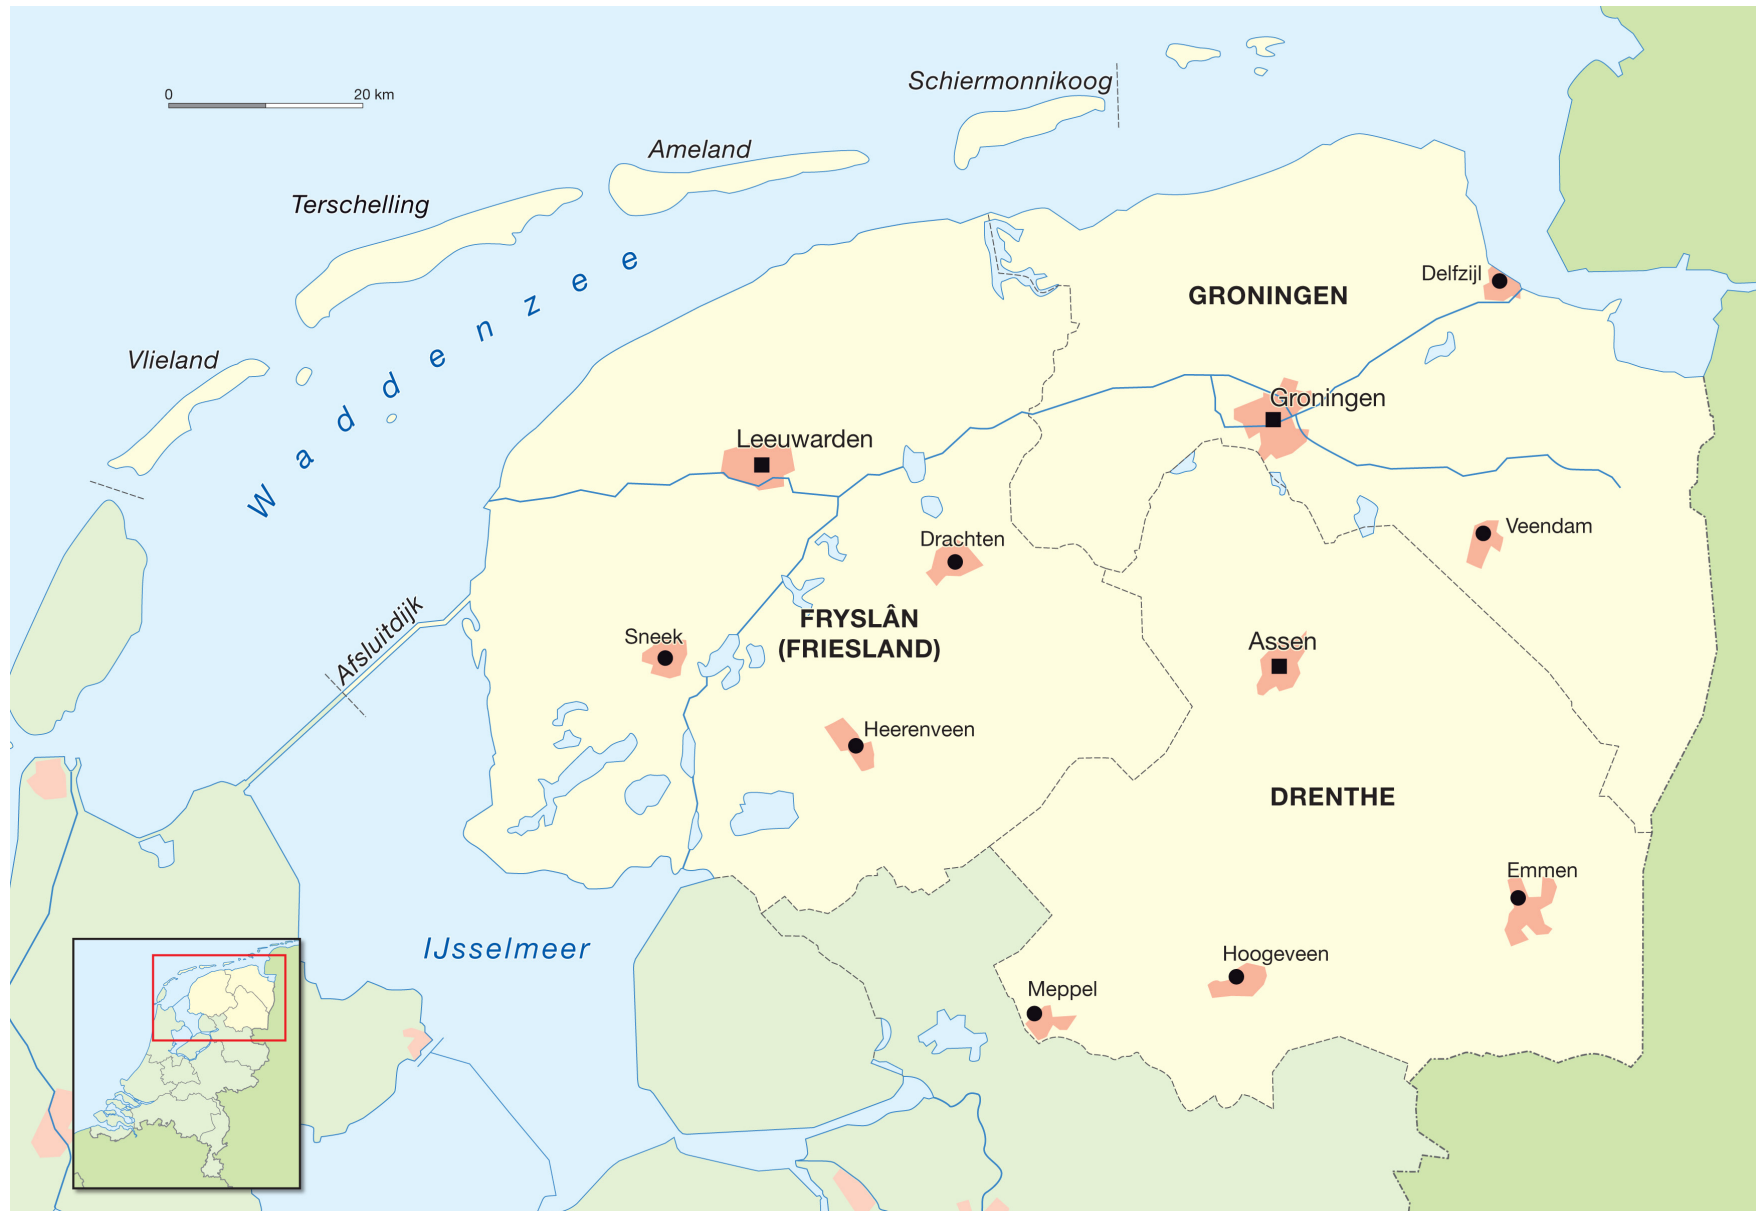 Schiermonnikoog
0 20 km
Ameland
Terschelling
Waddenzee
Delfzijl
GRONINGEN
Vlieland
Groningen
Leeuwarden
Veendam
Drachten
FRYSLÂN
(FRIESLAND)
Sneek
Afsluitdijk
Assen
Heerenveen
DRENTHE
Emmen
IJsselmeer
Hoogeveen
Meppel